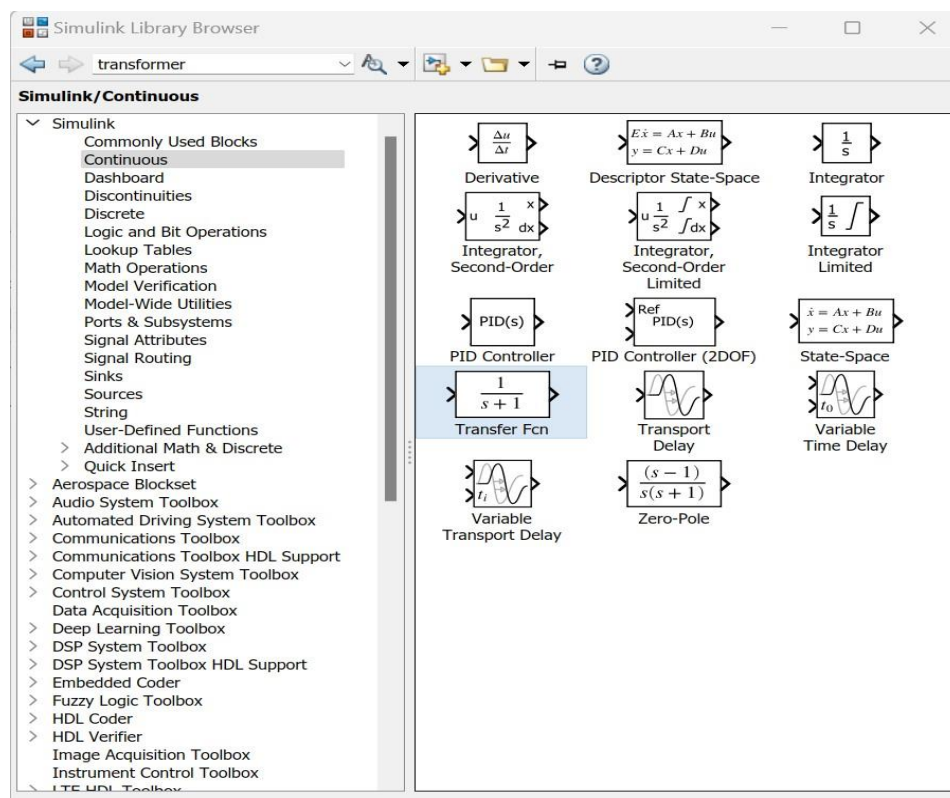 Simulink Library Browser
transformer
Simulink/Continuous
Simulink
Commonly Used Blocks
Continuous
Dashboard
Discontinuities
Discrete
Logic and Bit Operations
Lookup Tables
Math Operations
Model Verification
Model-Wide Utilities
Ports & Subsystems
Signal Attributes
Signal Routing
Sinks
Sources
String
User-Defined Functions
Additional Math & Discrete
Quick Insert
Aerospace Blockset
Audio System Toolbox
Automated Driving System Toolbox
Communications Toolbox
Communications Toolbox HDL Support
Computer Vision System Toolbox
Control System Toolbox
Data Acquisition Toolbox
Deep Learning Toolbox
DSP System Toolbox
DSP System Toolbox HDL Support
Embedded Coder
Fuzzy Logic Toolbox
HDL Coder
HDL Verifier
Image Acquisition Toolbox
Instrument Control Toolbox
LTE HDL Toolbox
Δu
Δt
Derivative
Eẋ = Ax + Bu
y = Cx + Du
Descriptor State-Space
1
s
Integrator
u 1 x
s² dx
Integrator,
Second-Order
u 1 ∫ x
s² ∫dx
Integrator,
Second-Order
Limited
1 ∫
s
Integrator
Limited
PID(s)
PID Controller
Ref
PID(s)
PID Controller (2DOF)
ẋ = Ax + Bu
y = Cx + Du
State-Space
1
s + 1
Transfer Fcn
Transport
Delay
t₀
Variable
Time Delay
tᵢ
Variable
Transport Delay
(s − 1)
s(s + 1)
Zero-Pole